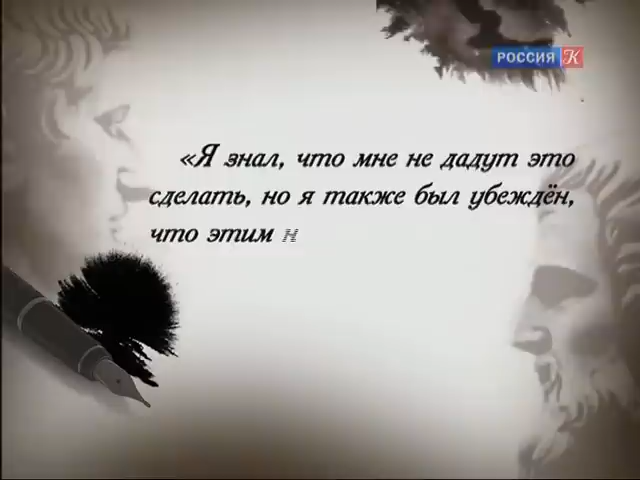 РОССИЯ К
«Я знал, что мне не дадут это
сделать, но я также был убеждён,
что этим н